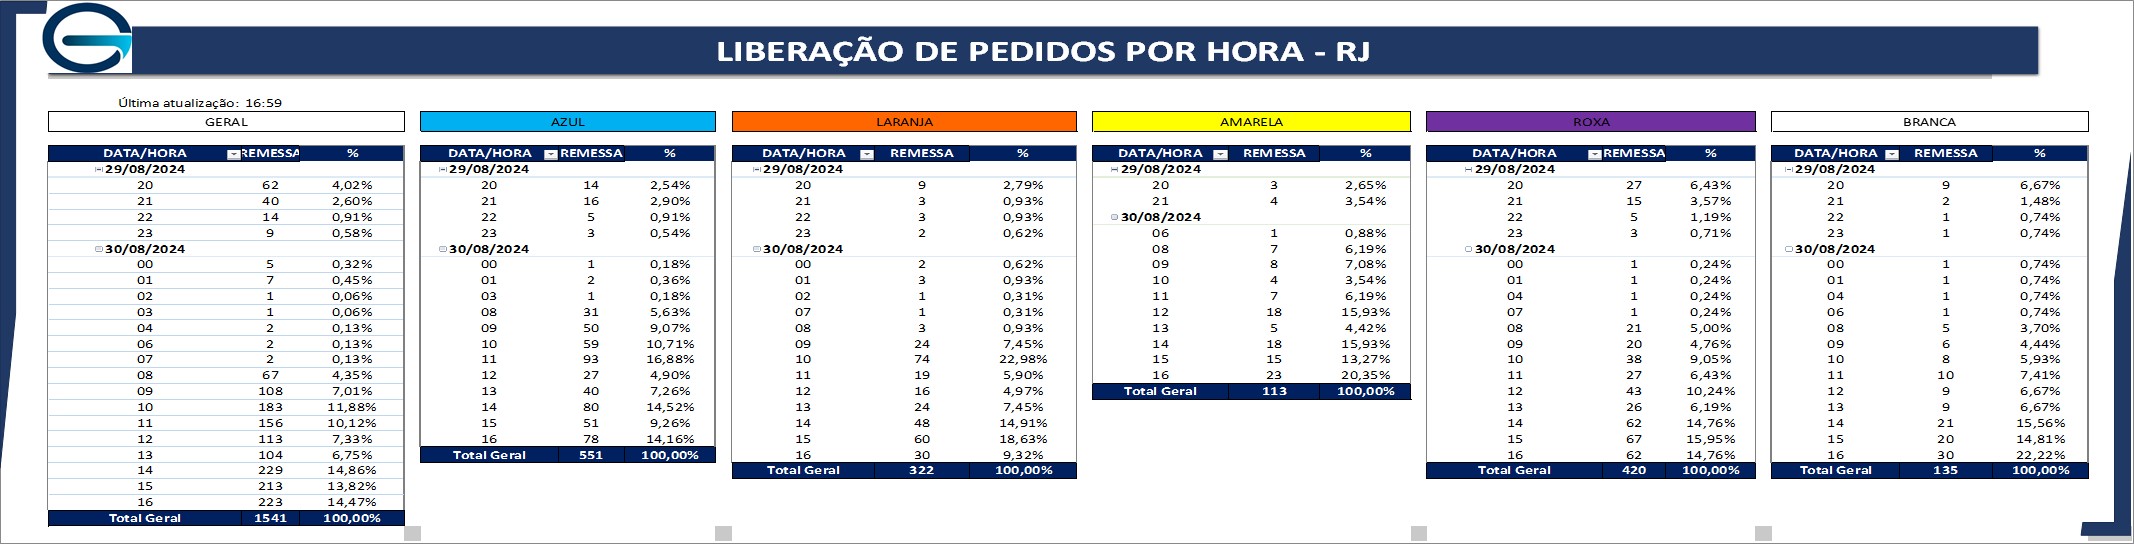 LIBERAÇÃO DE PEDIDOS POR HORA - RJ
Última atualização: 16:59
GERAL
DATA/HORA REMESSA %
29/08/2024
20 62 4,02%
21 40 2,60%
22 14 0,91%
23 9 0,58%
30/08/2024
00 5 0,32%
01 7 0,45%
02 1 0,06%
03 1 0,06%
04 2 0,13%
06 2 0,13%
07 2 0,13%
08 67 4,35%
09 108 7,01%
10 183 11,88%
11 156 10,12%
12 113 7,33%
13 104 6,75%
14 229 14,86%
15 213 13,82%
16 223 14,47%
Total Geral 1541 100,00%
AZUL
DATA/HORA REMESSA %
29/08/2024
20 14 2,54%
21 16 2,90%
22 5 0,91%
23 3 0,54%
30/08/2024
00 1 0,18%
01 2 0,36%
03 1 0,18%
08 31 5,63%
09 50 9,07%
10 59 10,71%
11 93 16,88%
12 27 4,90%
13 40 7,26%
14 80 14,52%
15 51 9,26%
16 78 14,16%
Total Geral 551 100,00%
LARANJA
DATA/HORA REMESSA %
29/08/2024
20 9 2,79%
21 3 0,93%
22 3 0,93%
23 2 0,62%
30/08/2024
00 2 0,62%
01 3 0,93%
02 1 0,31%
07 1 0,31%
08 3 0,93%
09 24 7,45%
10 74 22,98%
11 19 5,90%
12 16 4,97%
13 24 7,45%
14 48 14,91%
15 60 18,63%
16 30 9,32%
Total Geral 322 100,00%
AMARELA
DATA/HORA REMESSA %
29/08/2024
20 3 2,65%
21 4 3,54%
30/08/2024
06 1 0,88%
08 7 6,19%
09 8 7,08%
10 4 3,54%
11 7 6,19%
12 18 15,93%
13 5 4,42%
14 18 15,93%
15 15 13,27%
16 23 20,35%
Total Geral 113 100,00%
ROXA
DATA/HORA REMESSA %
29/08/2024
20 27 6,43%
21 15 3,57%
22 5 1,19%
23 3 0,71%
30/08/2024
00 1 0,24%
01 1 0,24%
04 1 0,24%
07 1 0,24%
08 21 5,00%
09 20 4,76%
10 38 9,05%
11 27 6,43%
12 43 10,24%
13 26 6,19%
14 62 14,76%
15 67 15,95%
16 62 14,76%
Total Geral 420 100,00%
BRANCA
DATA/HORA REMESSA %
29/08/2024
20 9 6,67%
21 2 1,48%
22 1 0,74%
23 1 0,74%
30/08/2024
00 1 0,74%
01 1 0,74%
04 1 0,74%
06 1 0,74%
08 5 3,70%
09 6 4,44%
10 8 5,93%
11 10 7,41%
12 9 6,67%
13 9 6,67%
14 21 15,56%
15 20 14,81%
16 30 22,22%
Total Geral 135 100,00%